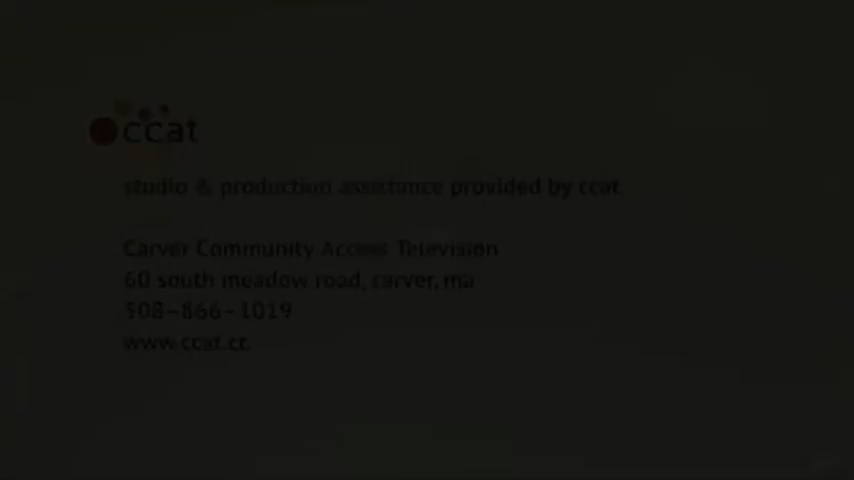 ccat
studio & production assistance provided by ccat
Carver Community Access Television
60 south meadow road, carver, ma
508-866-1019
www.ccat.cc